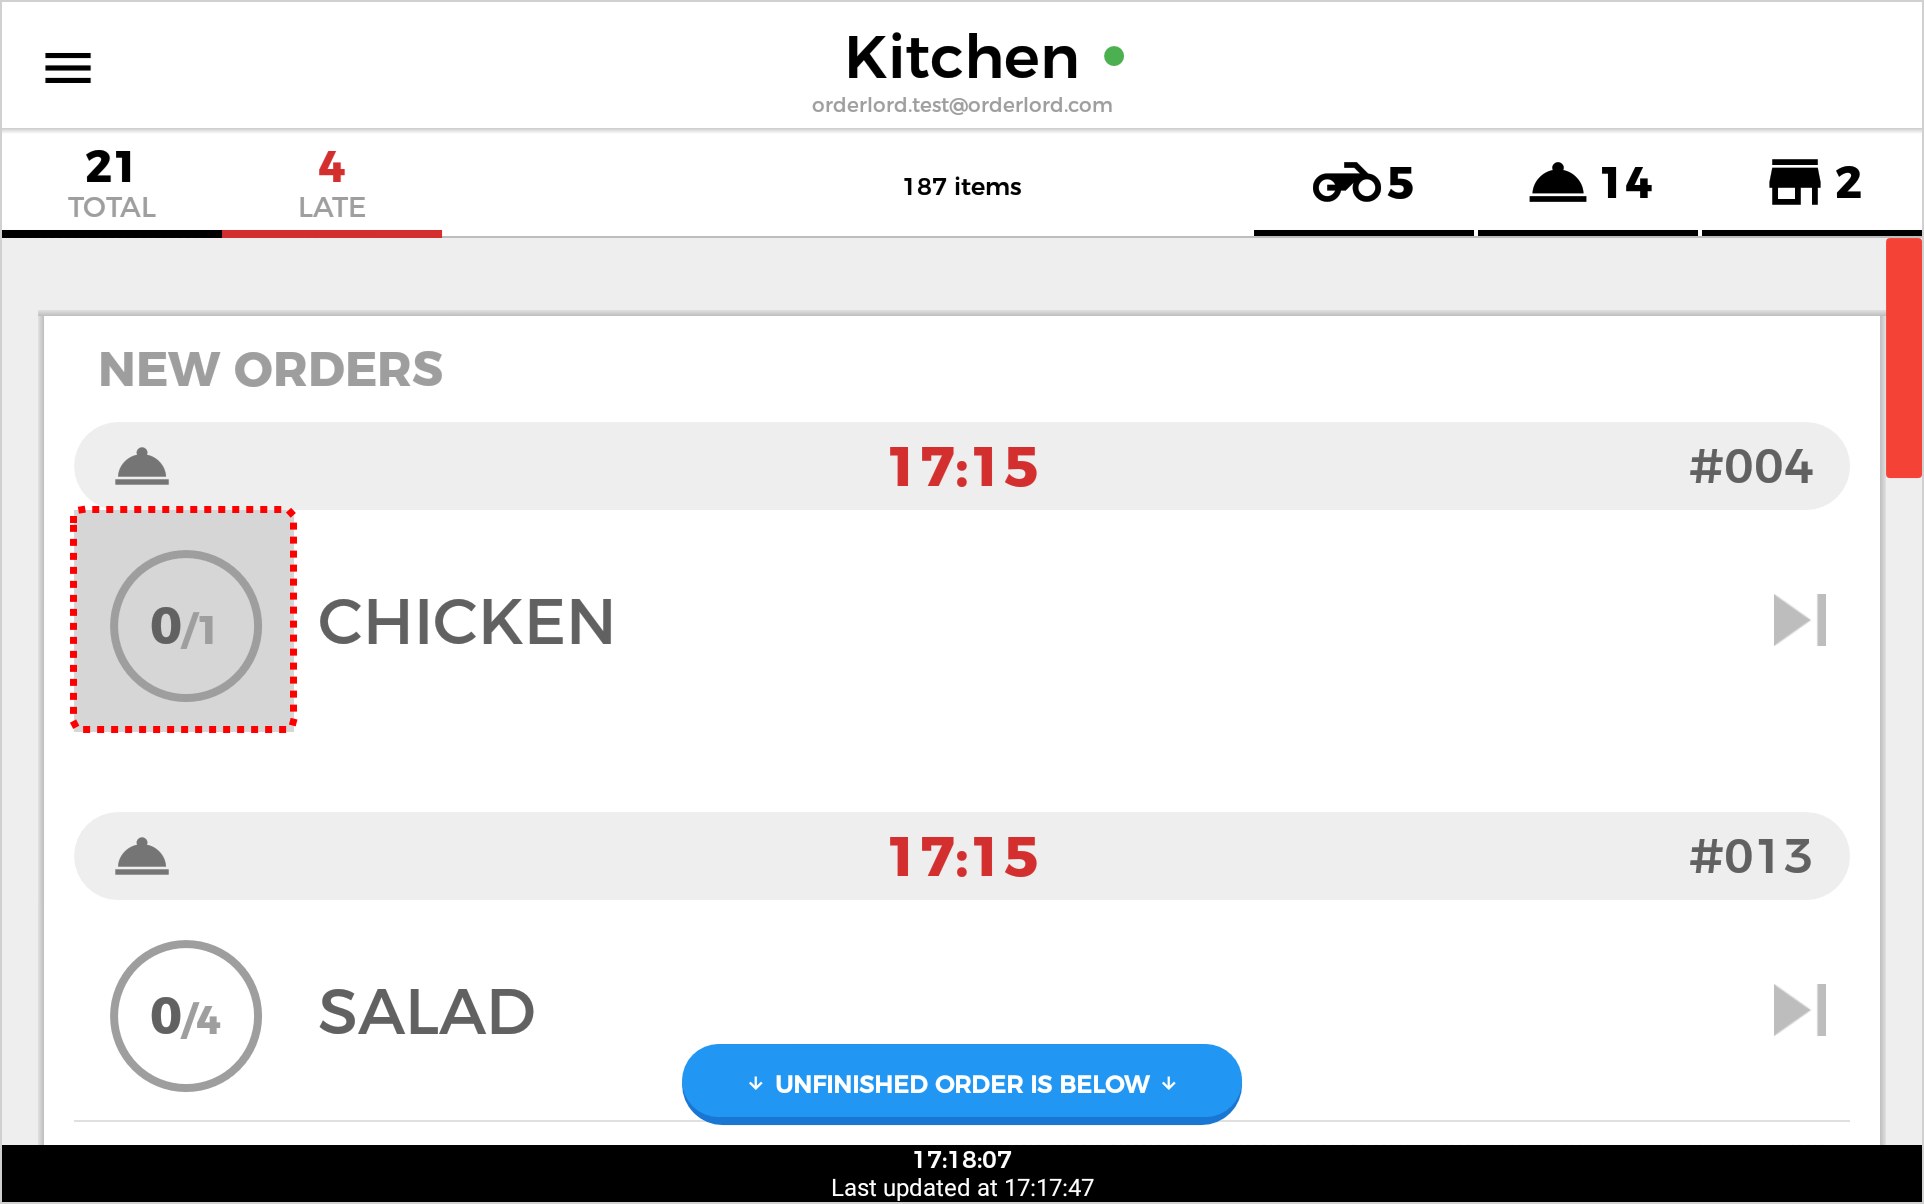 Kitchen
orderlord.test@orderlord.com
21
TOTAL
4
LATE
187 items
5
14
2
NEW ORDERS
17:15
#004
0/1
CHICKEN
17:15
#013
0/4
SALAD
↓ UNFINISHED ORDER IS BELOW ↓
17:18:07
Last updated at 17:17:47